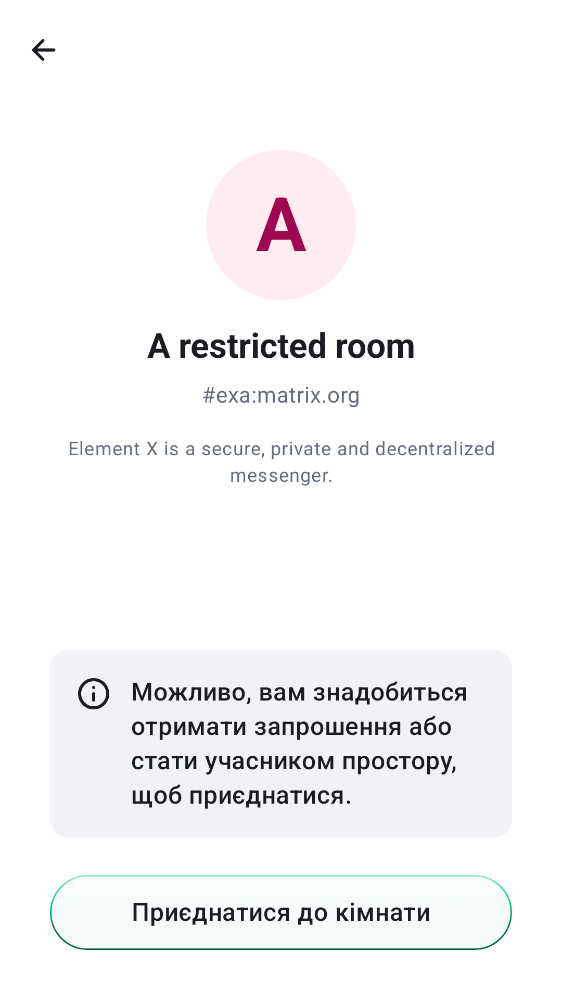 A
A restricted room
#exa:matrix.org
Element X is a secure, private and decentralized
messenger.
Можливо, вам знадобиться
отримати запрошення або
стати учасником простору,
щоб приєднатися.
Приєднатися до кімнати